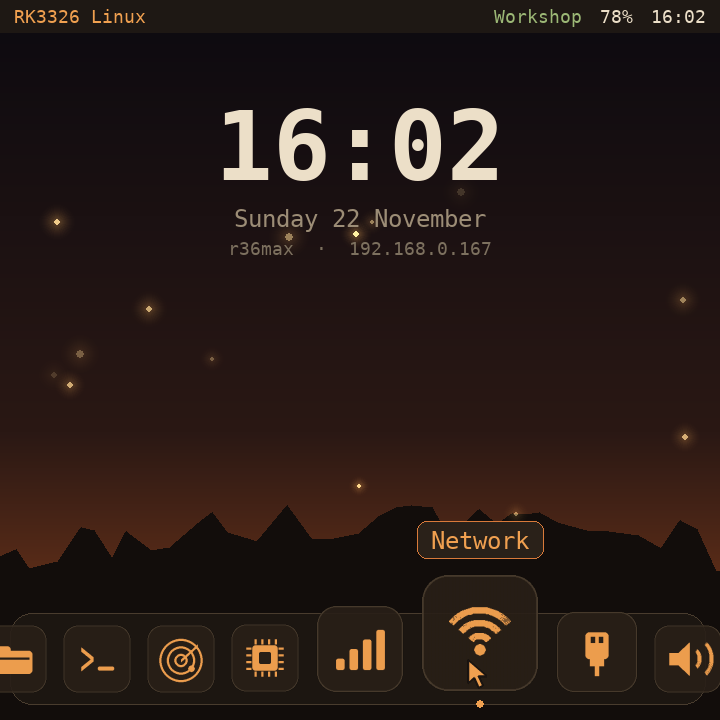 RK3326 Linux
Workshop 78% 16:02
16:02
Sunday 22 November
r36max · 192.168.0.167
Network